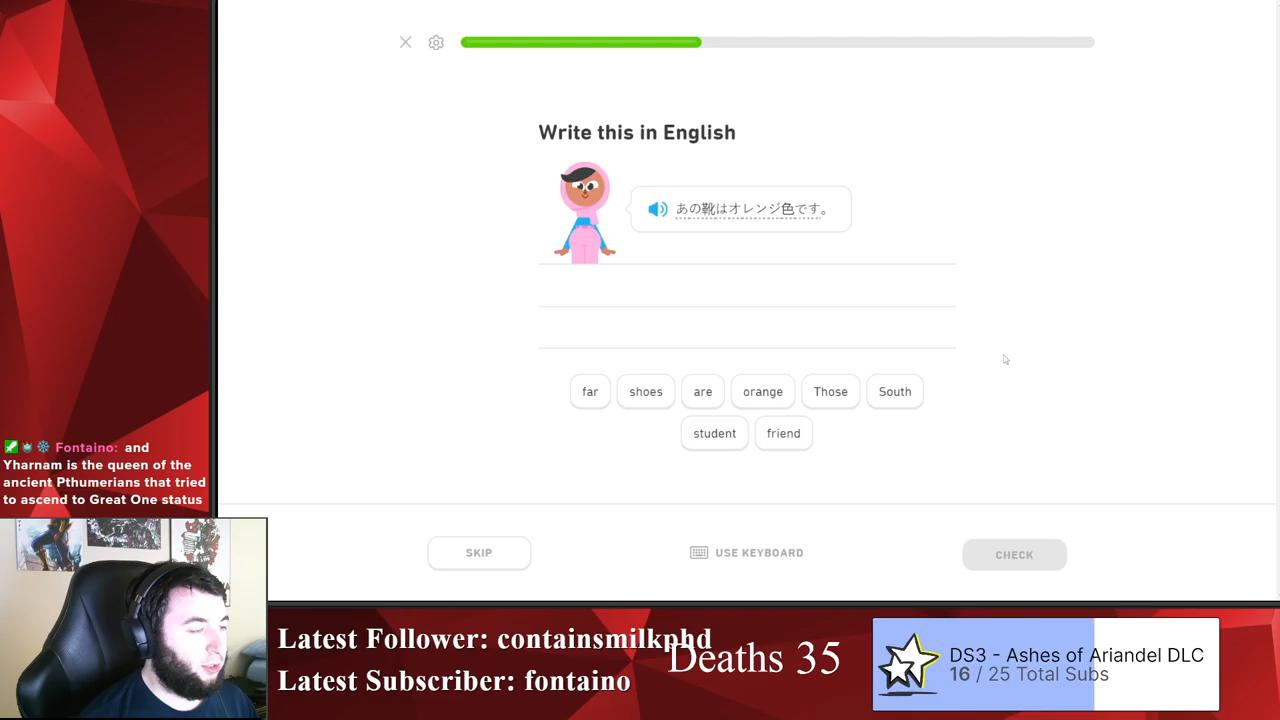 Write this in English
あの靴はオレンジ色です。
far shoes are orange Those South
student friend
SKIP
USE KEYBOARD
CHECK
Fontaino: and
Yharnam is the queen of the
ancient Pthumerians that tried
to ascend to Great One status
Latest Follower: containsmilkphd
Latest Subscriber: fontaino
Deaths 35
DS3 - Ashes of Ariandel DLC
16 / 25 Total Subs